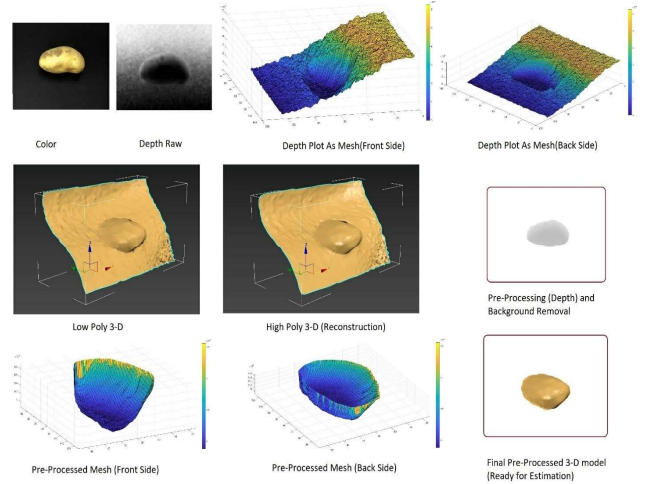 Color
Depth Raw
Depth Plot As Mesh(Front Side)
Depth Plot As Mesh(Back Side)
Low Poly 3-D
High Poly 3-D (Reconstruction)
Pre-Processing (Depth) and
Background Removal
Pre-Processed Mesh (Front Side)
Pre-Processed Mesh (Back Side)
Final Pre-Processed 3-D model
(Ready for Estimation)